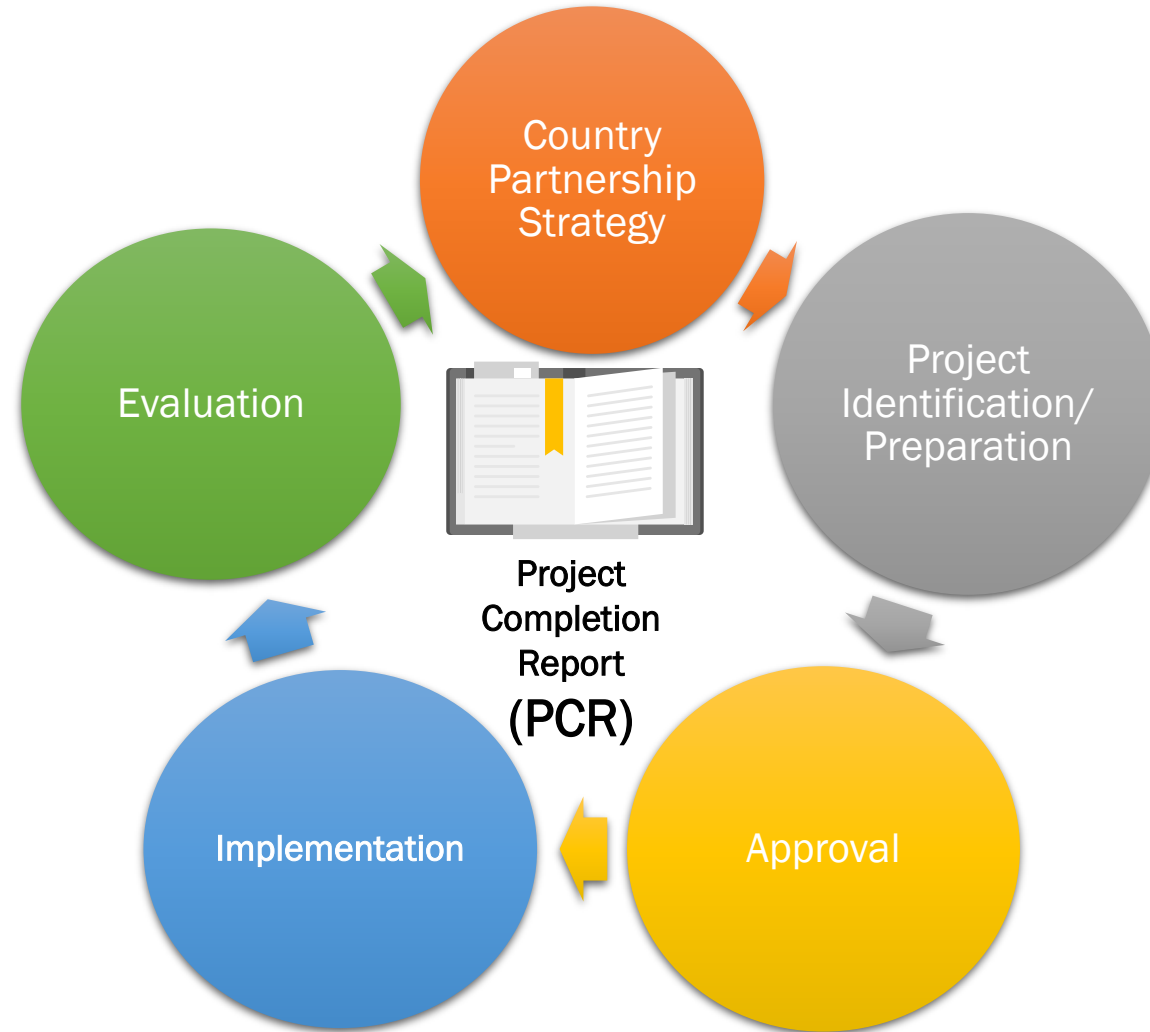 Country
Partnership
Strategy
Project
Identification/
Preparation
Approval
Implementation
Evaluation
Project
Completion
Report
(PCR)